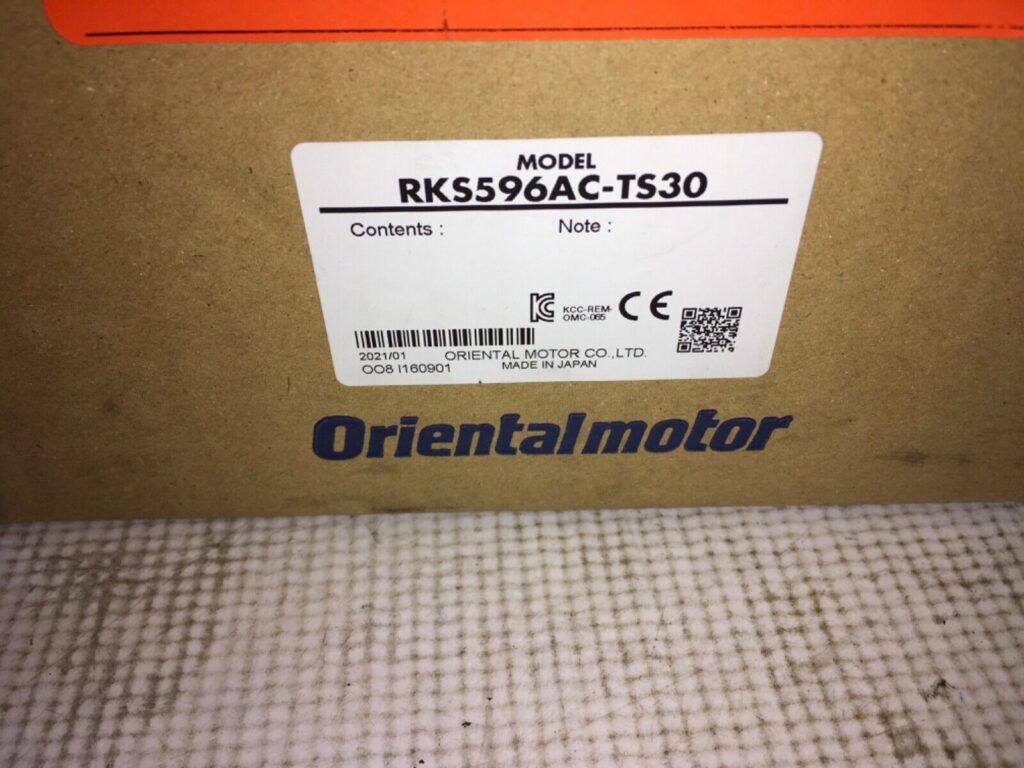 MODEL
RKS596AC-TS30
Contents : Note :
KCC-REM-
OMC-065
CE
2021/01 ORIENTAL MOTOR CO.,LTD.
OO8 I160901 MADE IN JAPAN
Orientalmotor